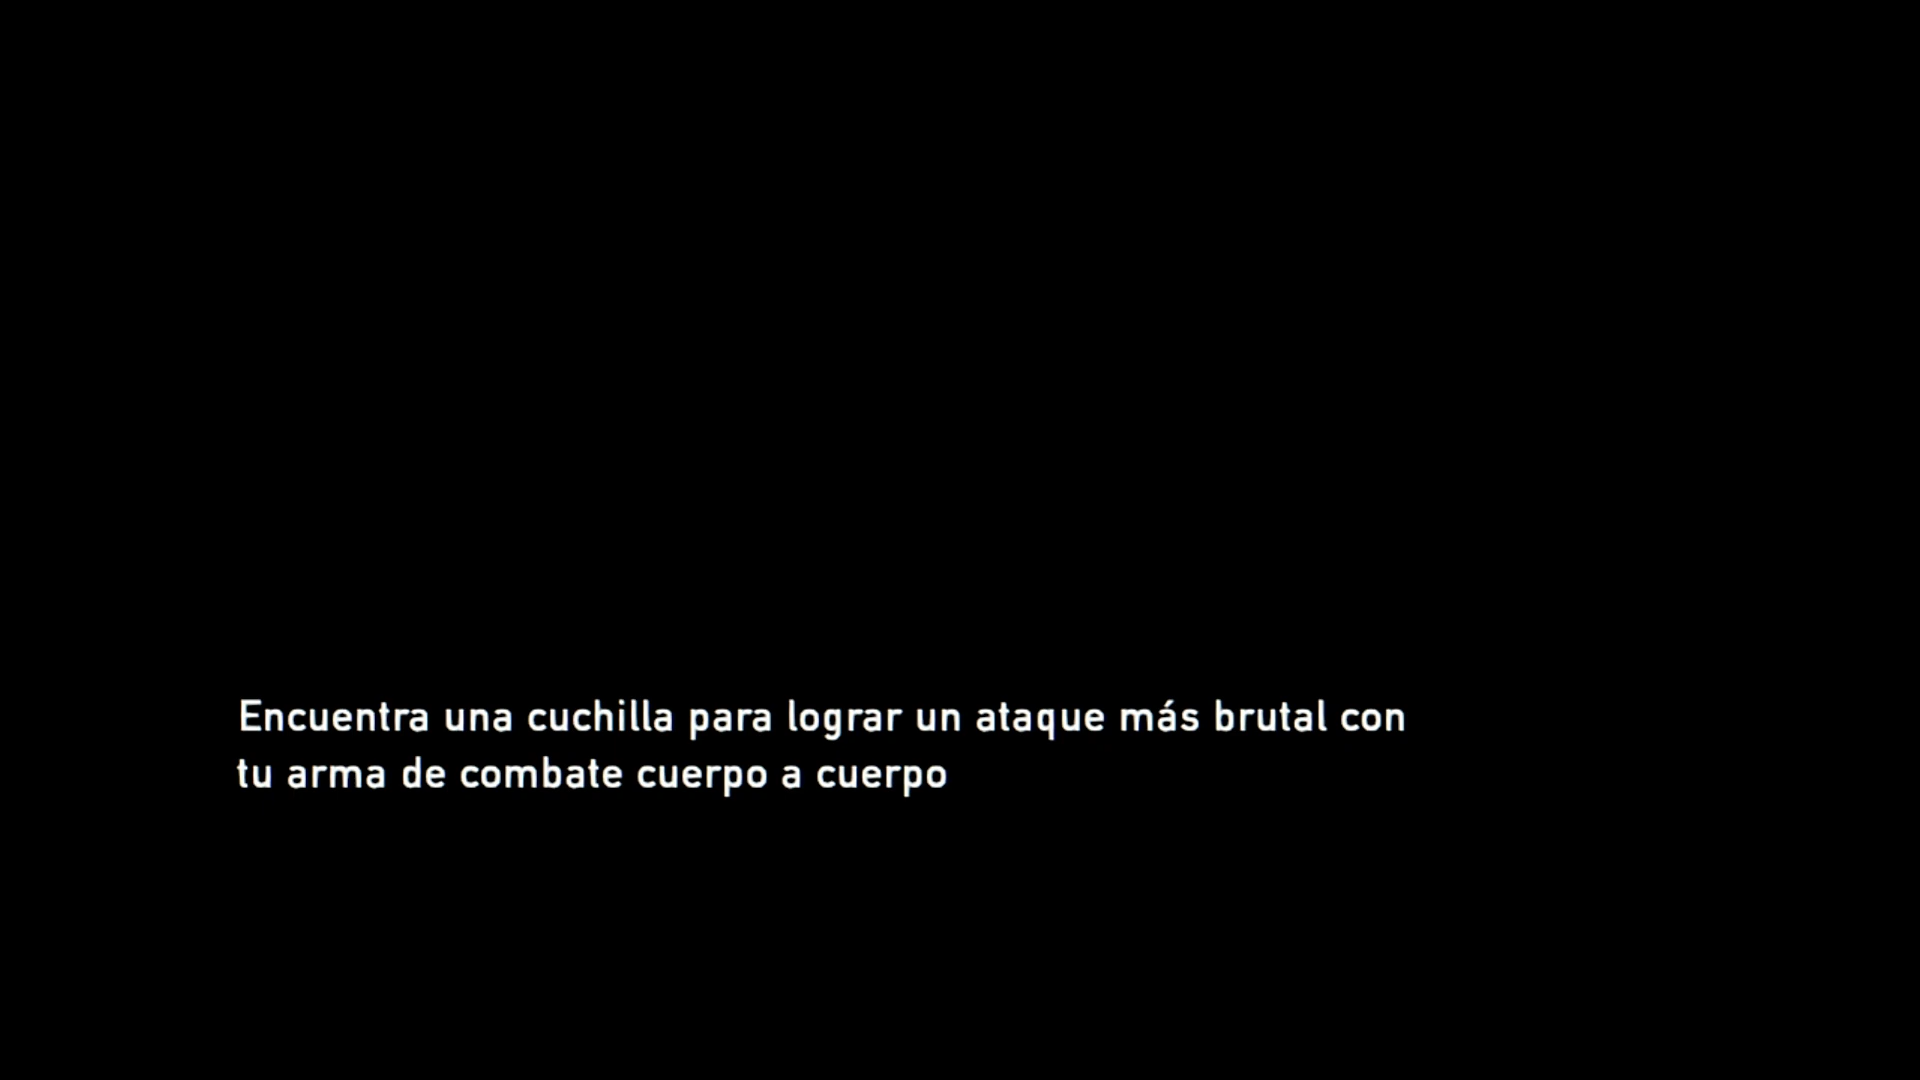 Encuentra una cuchilla para lograr un ataque más brutal con
tu arma de combate cuerpo a cuerpo